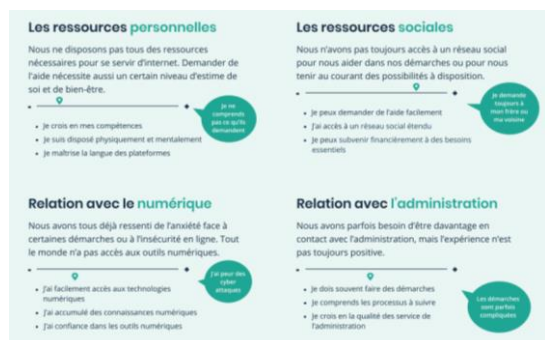 Les ressources personnelles
Nous ne disposons pas tous des ressources
nécessaires pour se servir d'internet. Demander de
l'aide nécessite aussi un certain niveau d'estime de
soi et de bien-être.
Je ne
comprends
pas ce qu'ils
demandent
Je crois en mes compétences
Je suis disposé physiquement et mentalement
Je maîtrise la langue des plateformes
Les ressources sociales
Nous n'avons pas toujours accès à un réseau social
pour nous aider dans nos démarches ou pour nous
tenir au courant des possibilités à disposition.
Je demande
toujours à
mon frère ou
ma voisine
Je peux demander de l'aide facilement
J'ai accès à un réseau social étendu
Je peux subvenir financièrement à des besoins
essentiels
Relation avec le numérique
Nous avons tous déjà ressenti de l'anxiété face à
certaines démarches ou à l'insécurité en ligne. Tout
le monde n'a pas accès aux outils numériques.
J'ai peur des
cyber
attaques
J'ai facilement accès aux technologies
numériques
J'ai accumulé des connaissances numériques
J'ai confiance dans les outils numériques
Relation avec l'administration
Nous avons parfois besoin d'être davantage en
contact avec l'administration, mais l'expérience n'est
pas toujours positive.
Je dois souvent faire des démarches
Je comprends les processus à suivre
Je crois en la qualité des service de
l'administration
Les démarches
sont parfois
compliquées